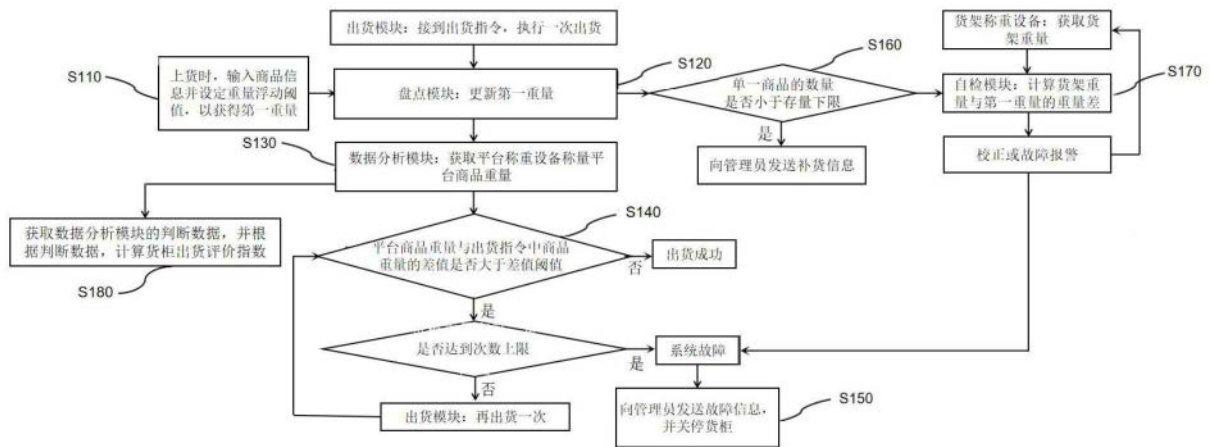 出货模块：接到出货指令，执行一次出货
货架称重设备：获取货
架重量
S160
S110
S120
S170
上货时，输入商品信
息并设定重量浮动阈
值，以获得第一重量
盘点模块：更新第一重量
单一商品的数量
是否小于存量下限
自检模块：计算货架重
量与第一重量的重量差
S130
是
数据分析模块：获取平台称重设备称量平
台商品重量
向管理员发送补货信息
校正或故障报警
S140
获取数据分析模块的判断数据，并根
据判断数据，计算货柜出货评价指数
平台商品重量与出货指令中商品
重量的差值是否大于差值阈值
否
出货成功
S180
是
是否达到次数上限
是
系统故障
否
出货模块：再出货一次
向管理员发送故障信息，
并关停货柜
S150